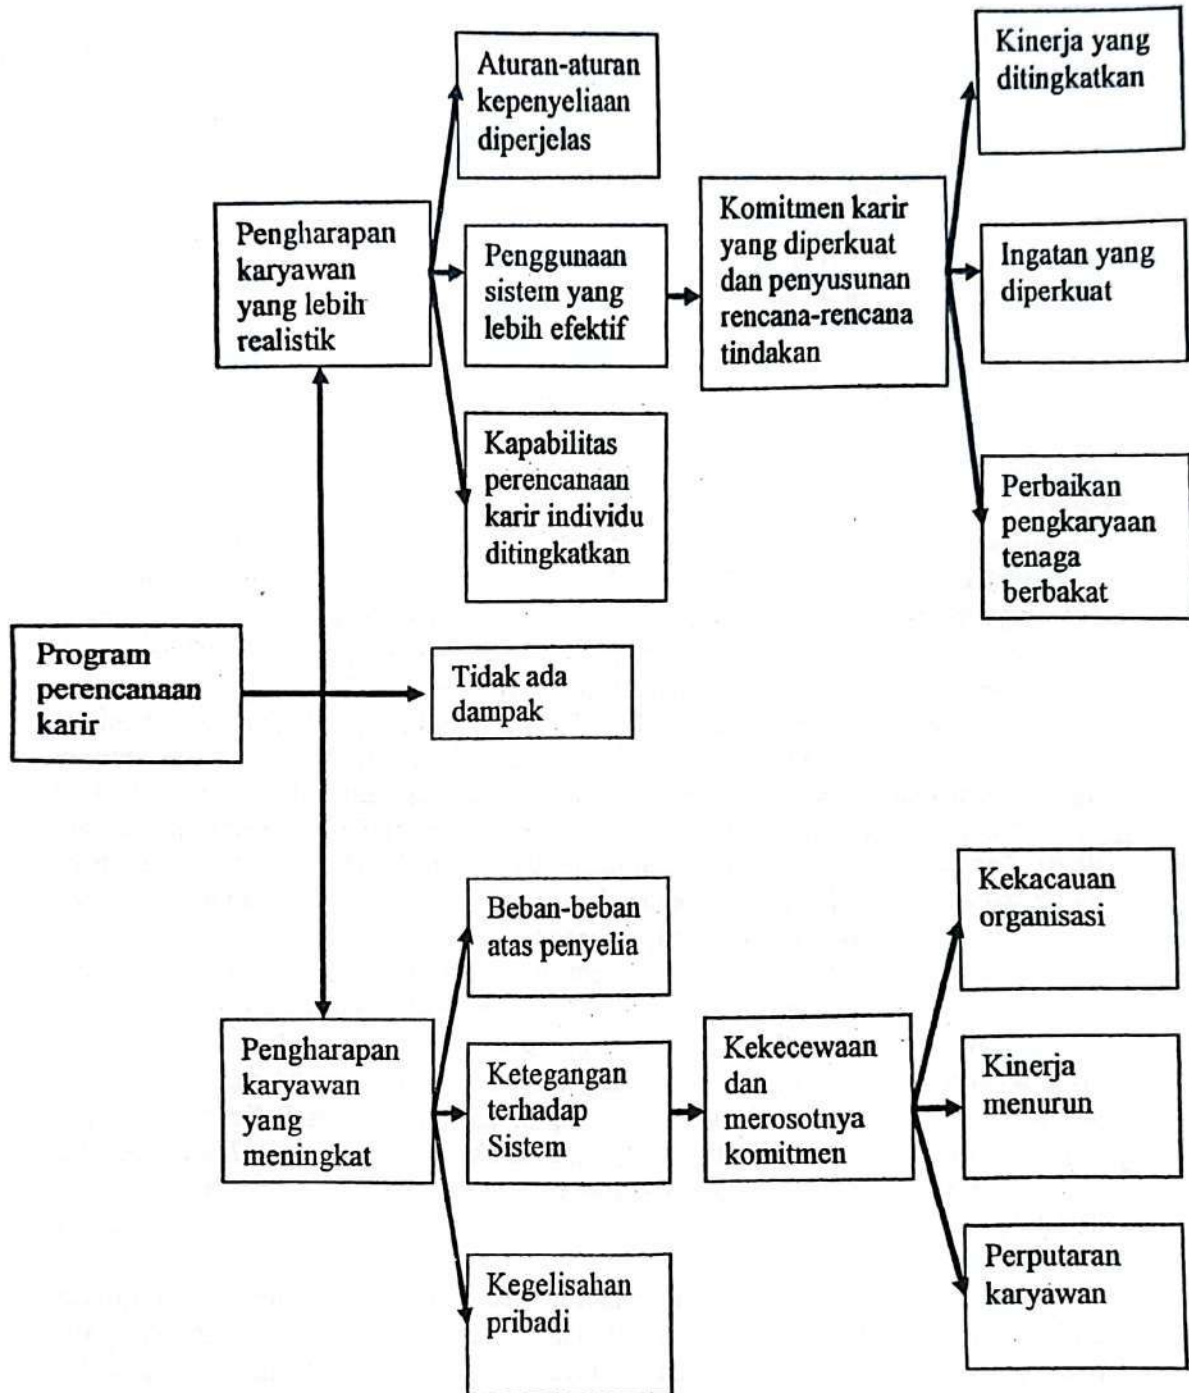 Aturan-aturan
kepenyeliaan
diperjelas
Kinerja yang
ditingkatkan
Pengharapan
karyawan
yang lebih
realistik
Penggunaan
sistem yang
lebih efektif
Komitmen karir
yang diperkuat
dan penyusunan
rencana-rencana
tindakan
Ingatan yang
diperkuat
Kapabilitas
perencanaan
karir individu
ditingkatkan
Perbaikan
pengkaryaan
tenaga
berbakat
Program
perencanaan
karir
Tidak ada
dampak
Beban-beban
atas penyelia
Kekacauan
organisasi
Pengharapan
karyawan
yang
meningkat
Ketegangan
terhadap
Sistem
Kekecewaan
dan
merosotnya
komitmen
Kinerja
menurun
Kegelisahan
pribadi
Perputaran
karyawan